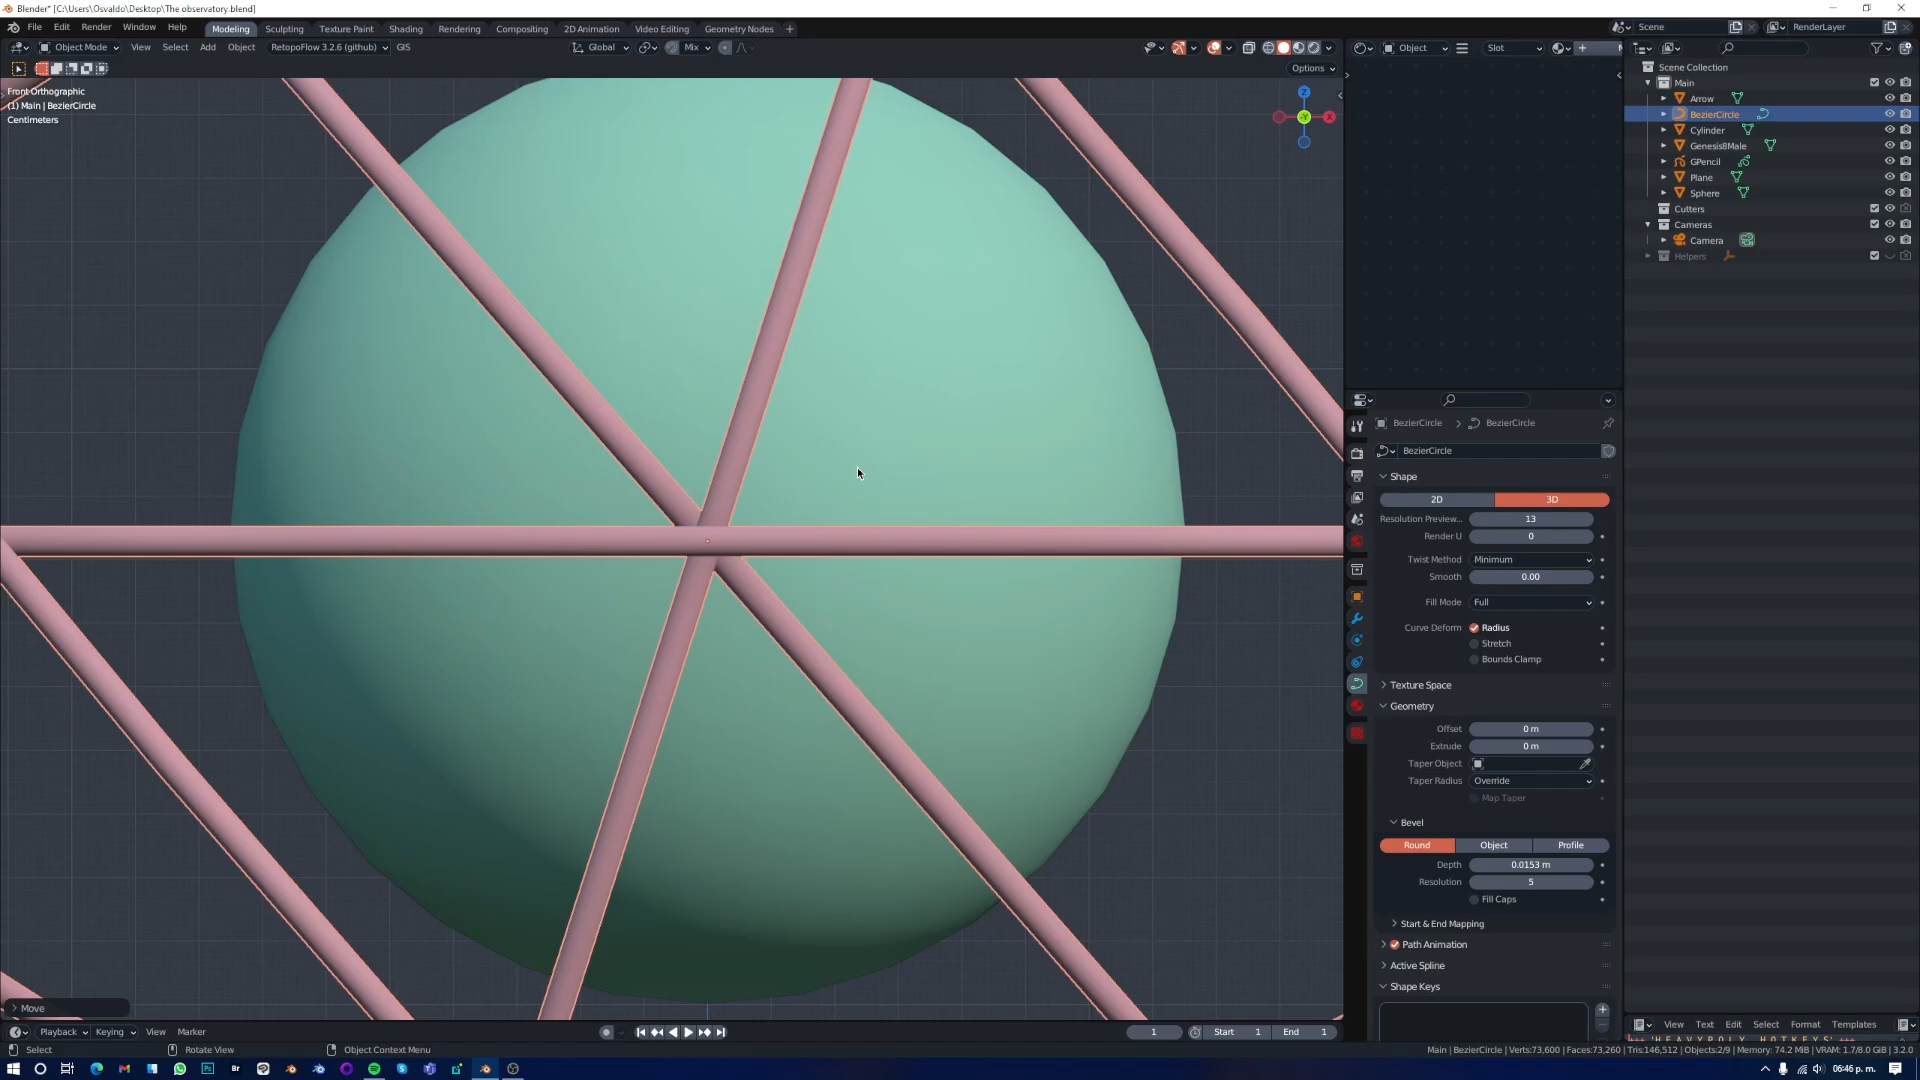 Blender* [C:\Users\Osvaldo\Desktop\The observatory.blend]
File Edit Render Window Help Modeling Sculpting Texture Paint Shading Rendering Compositing 2D Animation Video Editing Geometry Nodes + Scene RenderLayer
Object Mode View Select Add Object RetopoFlow 3.2.6 (github) GIS Global Mix Object Slot
Options
Front Orthographic
(1) Main | BezierCircle
Centimeters
Z
Y
X
Scene Collection
Main
Arrow
BezierCircle
Cylinder
Genesis8Male
GPencil
Plane
Sphere
Cutters
Cameras
Camera
Helpers
BezierCircle > BezierCircle
BezierCircle
Shape
2D 3D
Resolution Preview... 13
Render U 0
Twist Method Minimum
Smooth 0.00
Fill Mode Full
Curve Deform Radius
Stretch
Bounds Clamp
Texture Space
Geometry
Offset 0 m
Extrude 0 m
Taper Object
Taper Radius Override
Map Taper
Bevel
Round Object Profile
Depth 0.0153 m
Resolution 5
Fill Caps
Start & End Mapping
Path Animation
Active Spline
Shape Keys
Move
Playback Keying View Marker 1 Start 1 End 1
View Text Edit Select Format Templates
'HEAVYPOLY HOTKEYS'
Select Rotate View Object Context Menu
Main | BezierCircle | Verts:73,600 | Faces:73,260 | Tris:146,512 | Objects:2/9 | Memory: 74.2 MiB | VRAM: 1.7/8.0 GiB | 3.2.0
Ps Br 06:46 p. m.